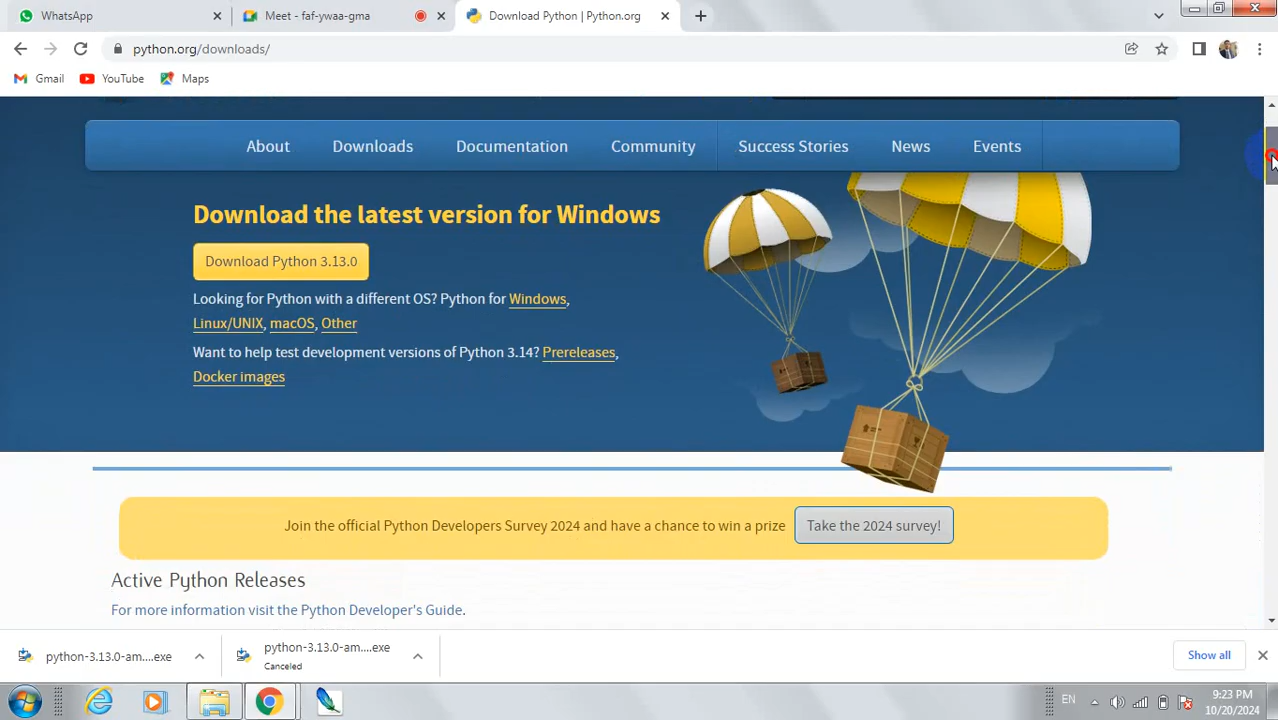 WhatsApp
Meet - faf-ywaa-gma
Download Python | Python.org
python.org/downloads/
Gmail
YouTube
Maps
About
Downloads
Documentation
Community
Success Stories
News
Events
Download the latest version for Windows
Download Python 3.13.0
Looking for Python with a different OS? Python for Windows,
Linux/UNIX, macOS, Other
Want to help test development versions of Python 3.14? Prereleases,
Docker images
Join the official Python Developers Survey 2024 and have a chance to win a prize
Take the 2024 survey!
Active Python Releases
For more information visit the Python Developer's Guide.
python-3.13.0-am....exe
python-3.13.0-am....exe
Canceled
Show all
EN
9:23 PM
10/20/2024